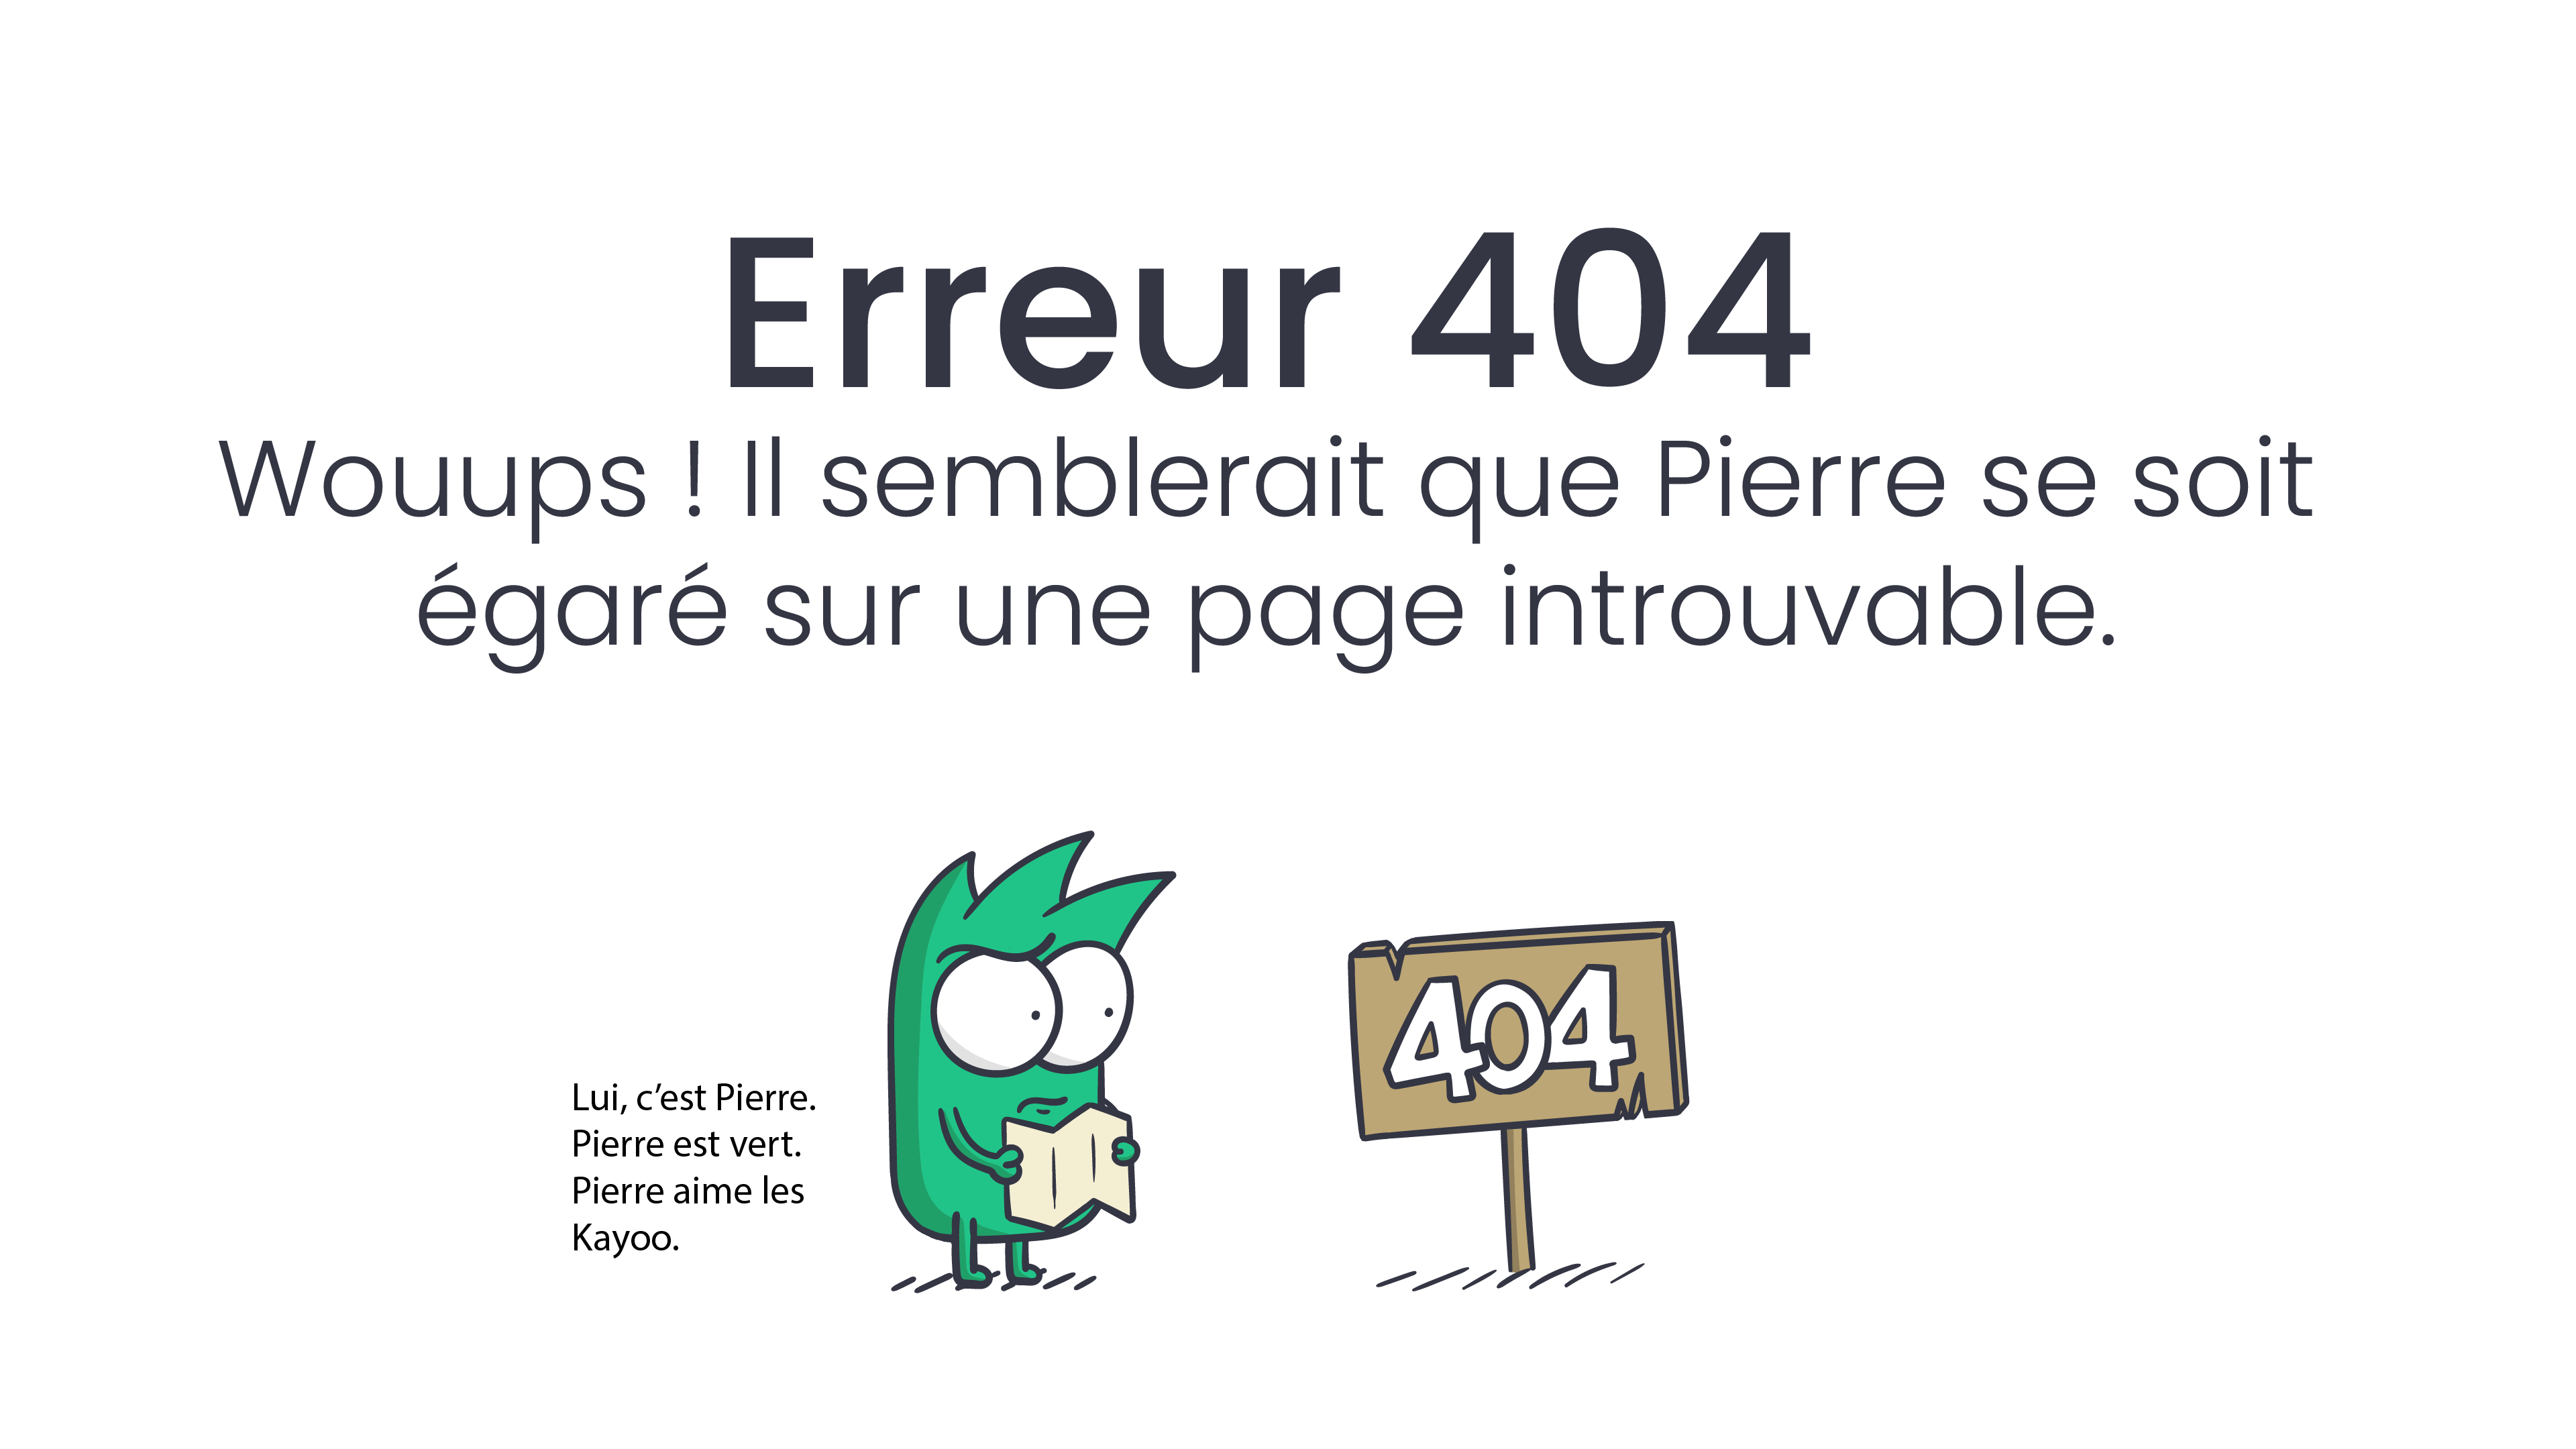 Erreur 404
Wouups ! Il semblerait que Pierre se soit
égaré sur une page introuvable.
Lui, c’est Pierre.
Pierre est vert.
Pierre aime les
Kayoo.
404